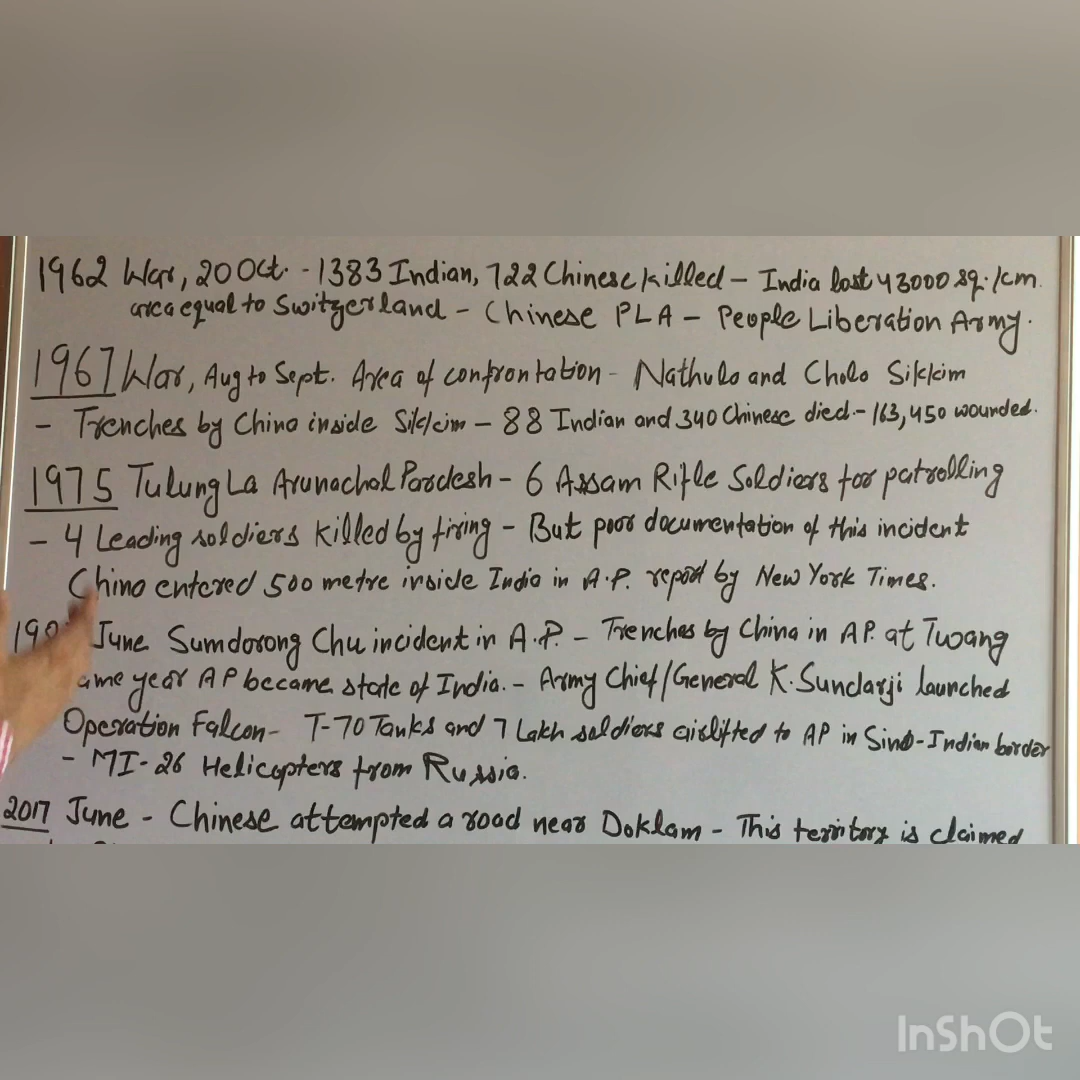 1962 War, 20 Oct. - 1383 Indian, 722 Chinese killed - India lost 43000 sq./km.
area equal to Switzerland - Chinese PLA - People Liberation Army.
1967 War, Aug to Sept. Area of confrontation - Nathula and Chola Sikkim
- Trenches by China inside Sikkim - 88 Indian and 340 Chinese died - 163, 450 wounded.
1975 Tulung La Arunachal Pardesh - 6 Assam Rifle Soldiers for patrolling
- 4 Leading soldiers killed by firing - But poor documentation of this incident
China entered 500 metre inside India in A.P. report by New York Times.
June Sumdorong Chu incident in A.P. - Trenches by China in AP. at Twang
year AP became state of India. - Army Chief/General K. Sundarji launched
Operation Falcon - T-70 Tanks and 7 Lakh soldiers airlifted to AP in Sino-Indian border
- MI-26 Helicopters from Russia.
2017 June - Chinese attempted a road near Doklam - This territory is claimed
InShOt